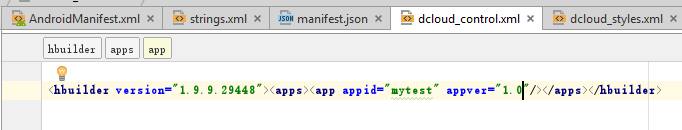 AndroidManifest.xml strings.xml manifest.json dcloud_control.xml dcloud_styles.xml
hbuilder apps app
<hbuilder version="1.9.9.29448"><apps><app appid="mytest" appver="1.0"/></apps></hbuilder>